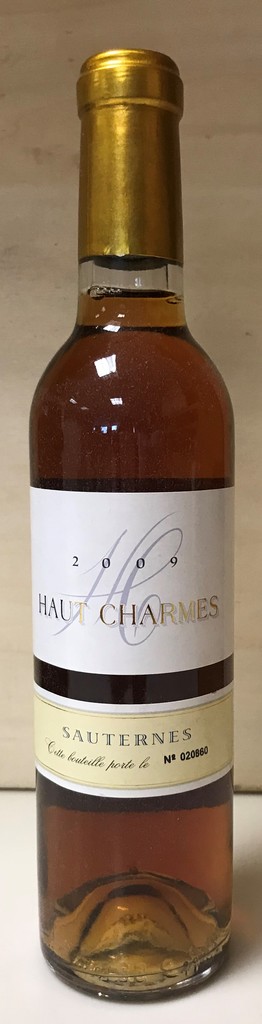 2009
HC
HAUT CHARMES
SAUTERNES
Cette bouteille porte le Nº 020860